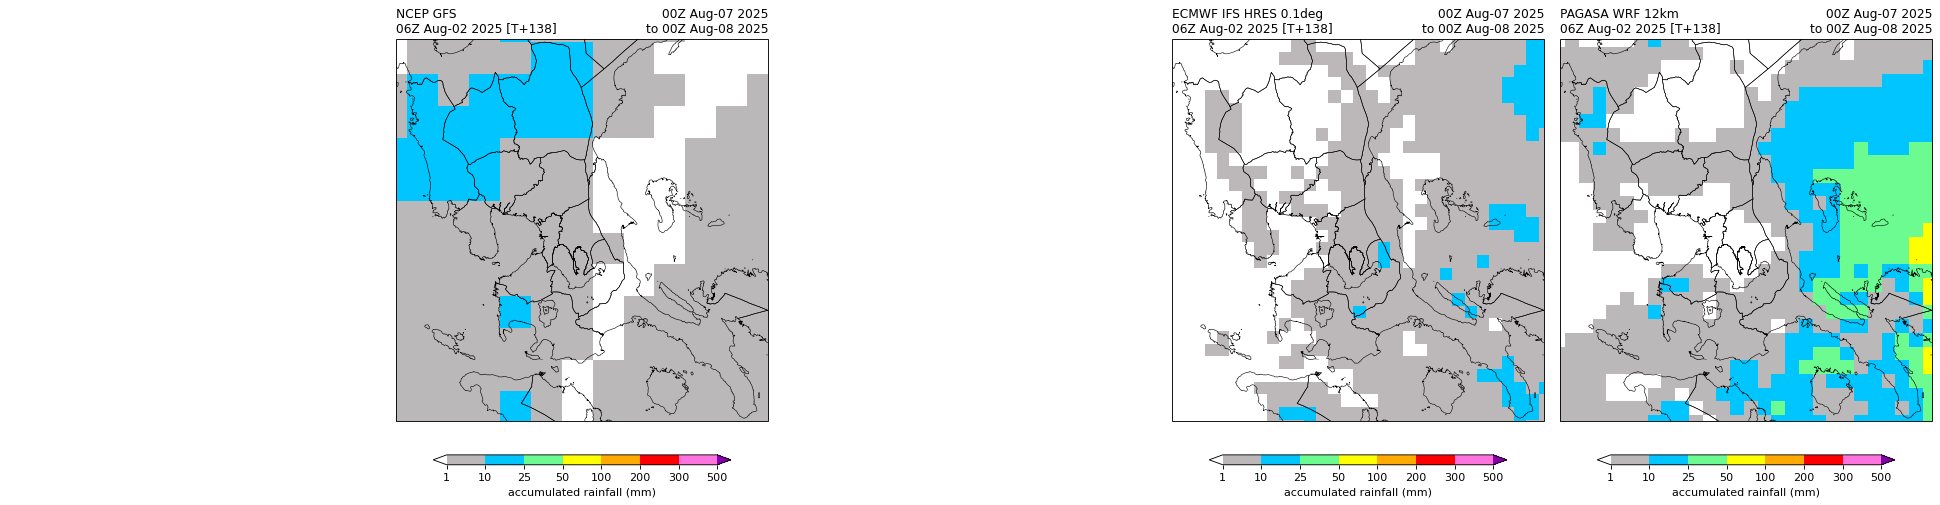 NCEP GFS 00Z Aug-07 2025
06Z Aug-02 2025 [T+138] to 00Z Aug-08 2025
1 10 25 50 100 200 300 500
accumulated rainfall (mm)
ECMWF IFS HRES 0.1deg 00Z Aug-07 2025
06Z Aug-02 2025 [T+138] to 00Z Aug-08 2025
1 10 25 50 100 200 300 500
accumulated rainfall (mm)
PAGASA WRF 12km 00Z Aug-07 2025
06Z Aug-02 2025 [T+138] to 00Z Aug-08 2025
1 10 25 50 100 200 300 500
accumulated rainfall (mm)